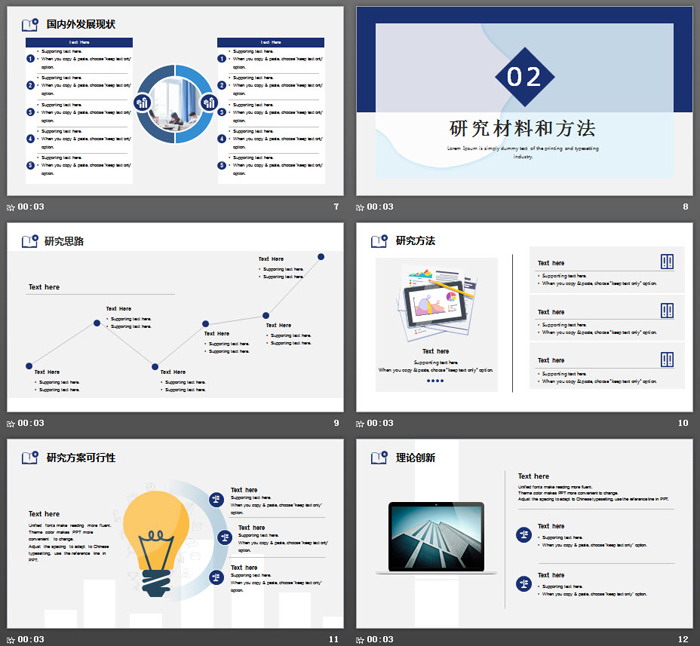 国内外发展现状
Text Here
1
Supporting text here.
When you copy & paste, choose "keep text only"
option.
2
Supporting text here.
When you copy & paste, choose "keep text only"
option.
3
Supporting text here.
When you copy & paste, choose "keep text only"
option.
4
Supporting text here.
When you copy & paste, choose "keep text only"
option.
5
Supporting text here.
When you copy & paste, choose "keep text only"
option.
Text Here
1
Supporting text here.
When you copy & paste, choose "keep text only"
option.
2
Supporting text here.
When you copy & paste, choose "keep text only"
option.
3
Supporting text here.
When you copy & paste, choose "keep text only"
option.
4
Supporting text here.
When you copy & paste, choose "keep text only"
option.
5
Supporting text here.
When you copy & paste, choose "keep text only"
option.
00:03
7
02
研究材料和方法
Lorem Ipsum is simply dummy text of the printing and typesetting
industry.
00:03
8
研究思路
Text here
Text Here
Supporting text here.
Supporting text here.
Text Here
Supporting text here.
Supporting text here.
Text Here
Supporting text here.
Supporting text here.
Text Here
Supporting text here.
Supporting text here.
Text Here
Supporting text here.
Supporting text here.
Text Here
Supporting text here.
Supporting text here.
00:03
9
研究方法
Text here
Supporting text here.
When you copy & paste, choose "keep text only" option.
Text here
Supporting text here.
When you copy & paste, choose "keep text only" option.
Text here
Supporting text here.
When you copy & paste, choose "keep text only" option.
Text here
Supporting text here.
When you copy & paste, choose "keep text only" option.
00:03
10
研究方案可行性
Text here
Unified fonts make reading more fluent.
Theme color makes PPT more
convenient to change.
Adjust the spacing to adapt to Chinese
typesetting, use the reference line in
PPT.
Text here
Supporting text here.
When you copy & paste, choose "keep text only"
option.
Text here
Supporting text here.
When you copy & paste, choose "keep text only"
option.
Text here
Supporting text here.
When you copy & paste, choose "keep text only"
option.
00:03
11
理论创新
Text here
Unified fonts make reading more fluent.
Theme color makes PPT more convenient to change.
Adjust the spacing to adapt to Chinese typesetting, use the reference line in PPT.
Text here
Supporting text here.
When you copy & paste, choose "keep text only" option.
Text here
Supporting text here.
When you copy & paste, choose "keep text only" option.
00:03
12